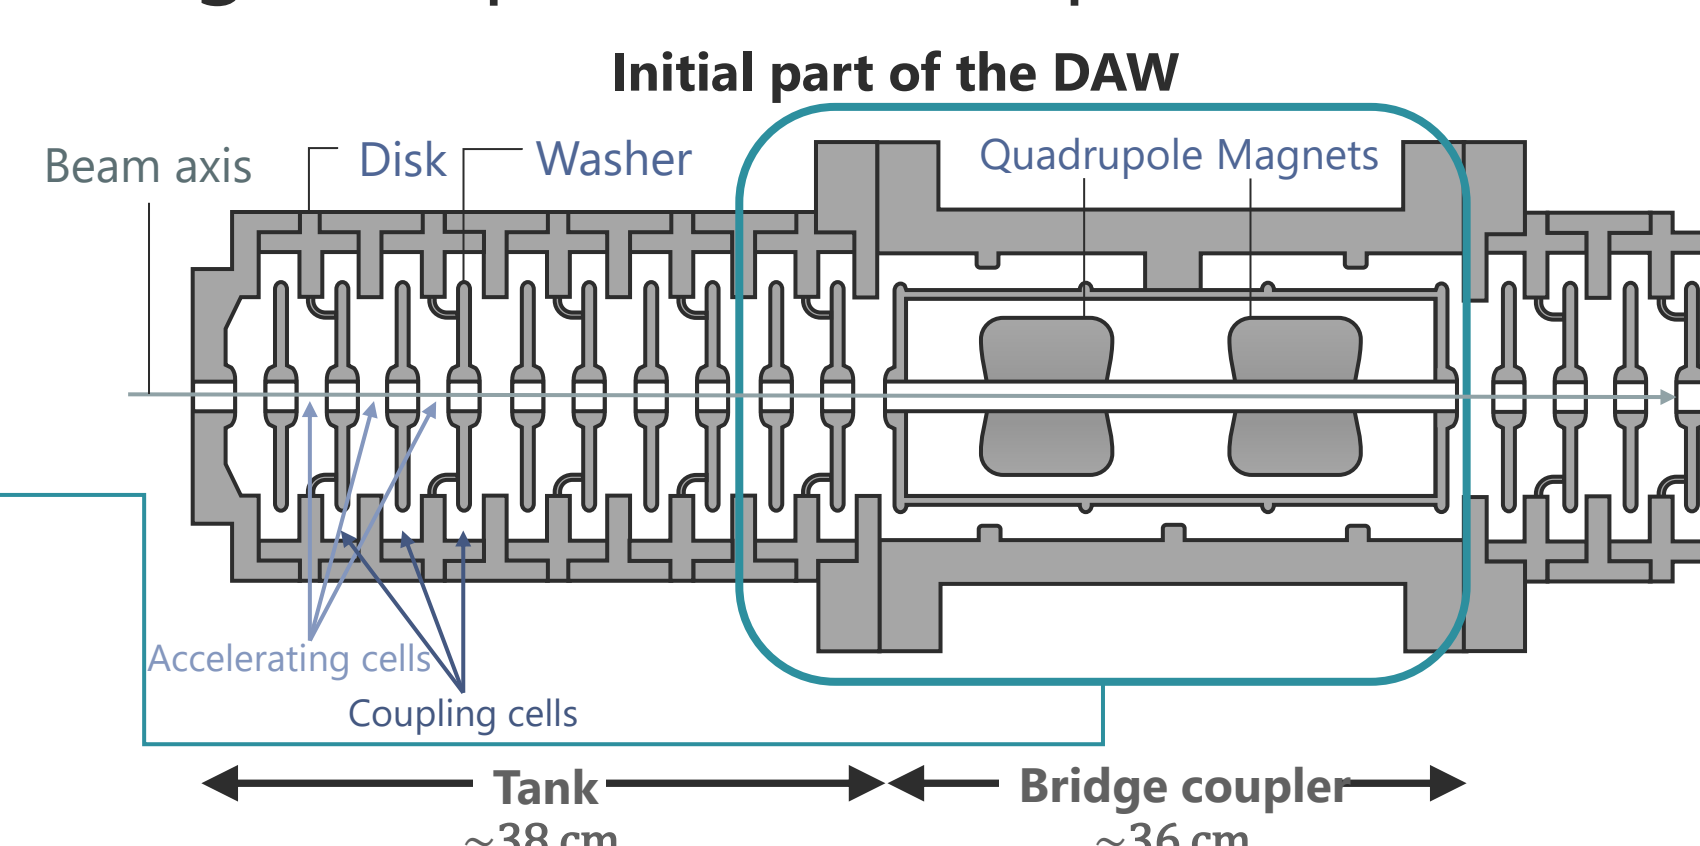 Initial part of the DAW
Beam axis
Disk
Washer
Quadrupole Magnets
Accelerating cells
Coupling cells
Tank
Bridge coupler
~38 cm
~36 cm